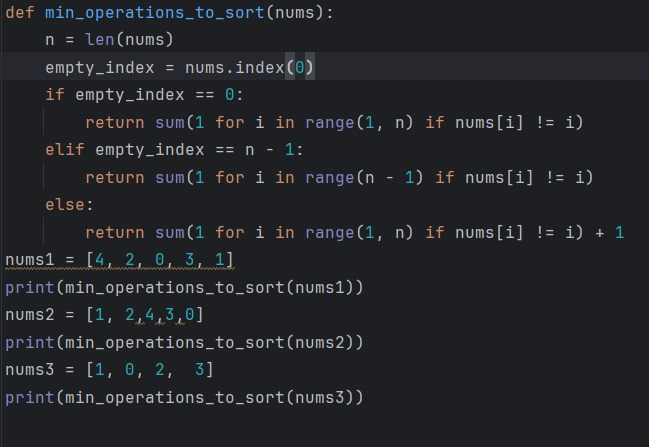 def min_operations_to_sort(nums):
    n = len(nums)
    empty_index = nums.index(0)
    if empty_index == 0:
        return sum(1 for i in range(1, n) if nums[i] != i)
    elif empty_index == n - 1:
        return sum(1 for i in range(n - 1) if nums[i] != i)
    else:
        return sum(1 for i in range(1, n) if nums[i] != i) + 1
nums1 = [4, 2, 0, 3, 1]
print(min_operations_to_sort(nums1))
nums2 = [1, 2,4,3,0]
print(min_operations_to_sort(nums2))
nums3 = [1, 0, 2,  3]
print(min_operations_to_sort(nums3))